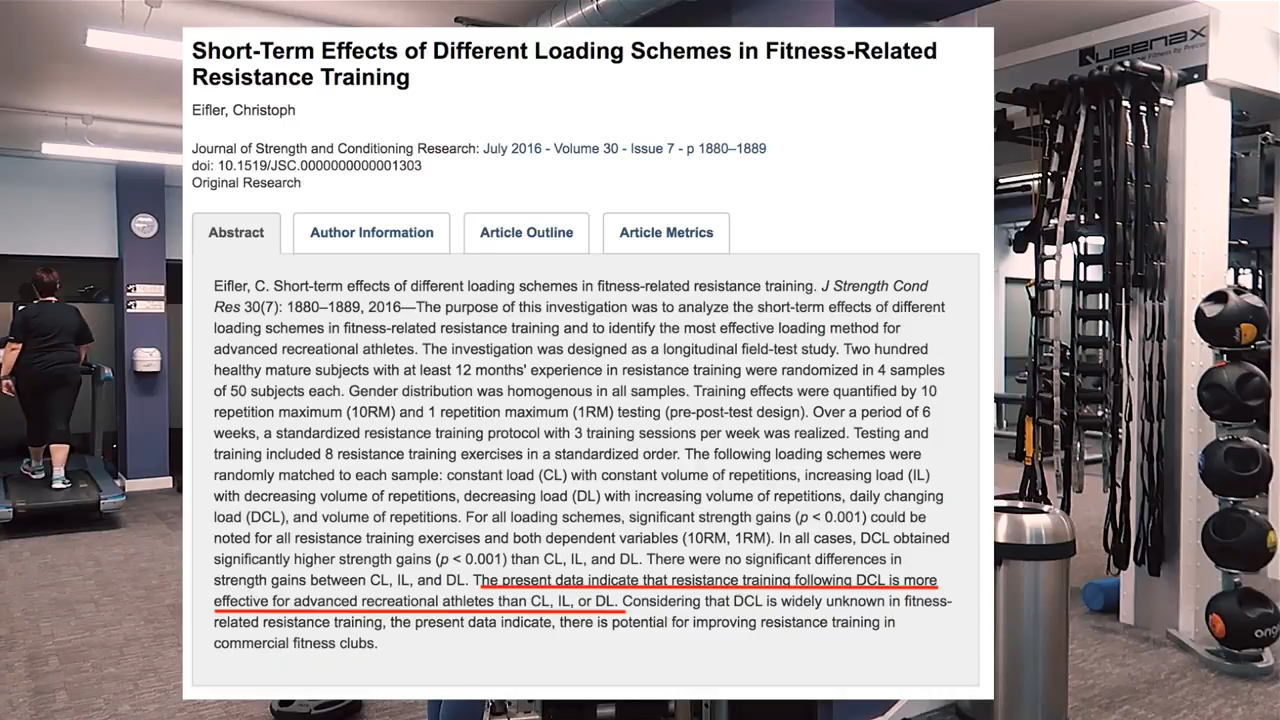 Short-Term Effects of Different Loading Schemes in Fitness-Related
Resistance Training
Eifler, Christoph
Journal of Strength and Conditioning Research: July 2016 - Volume 30 - Issue 7 - p 1880–1889
doi: 10.1519/JSC.0000000000001303
Original Research
Abstract
Author Information
Article Outline
Article Metrics
Eifler, C. Short-term effects of different loading schemes in fitness-related resistance training. J Strength Cond
Res 30(7): 1880–1889, 2016—The purpose of this investigation was to analyze the short-term effects of different
loading schemes in fitness-related resistance training and to identify the most effective loading method for
advanced recreational athletes. The investigation was designed as a longitudinal field-test study. Two hundred
healthy mature subjects with at least 12 months' experience in resistance training were randomized in 4 samples
of 50 subjects each. Gender distribution was homogenous in all samples. Training effects were quantified by 10
repetition maximum (10RM) and 1 repetition maximum (1RM) testing (pre-post-test design). Over a period of 6
weeks, a standardized resistance training protocol with 3 training sessions per week was realized. Testing and
training included 8 resistance training exercises in a standardized order. The following loading schemes were
randomly matched to each sample: constant load (CL) with constant volume of repetitions, increasing load (IL)
with decreasing volume of repetitions, decreasing load (DL) with increasing volume of repetitions, daily changing
load (DCL), and volume of repetitions. For all loading schemes, significant strength gains (p < 0.001) could be
noted for all resistance training exercises and both dependent variables (10RM, 1RM). In all cases, DCL obtained
significantly higher strength gains (p < 0.001) than CL, IL, and DL. There were no significant differences in
strength gains between CL, IL, and DL. The present data indicate that resistance training following DCL is more
effective for advanced recreational athletes than CL, IL, or DL. Considering that DCL is widely unknown in fitness-
related resistance training, the present data indicate, there is potential for improving resistance training in
commercial fitness clubs.
Queenax